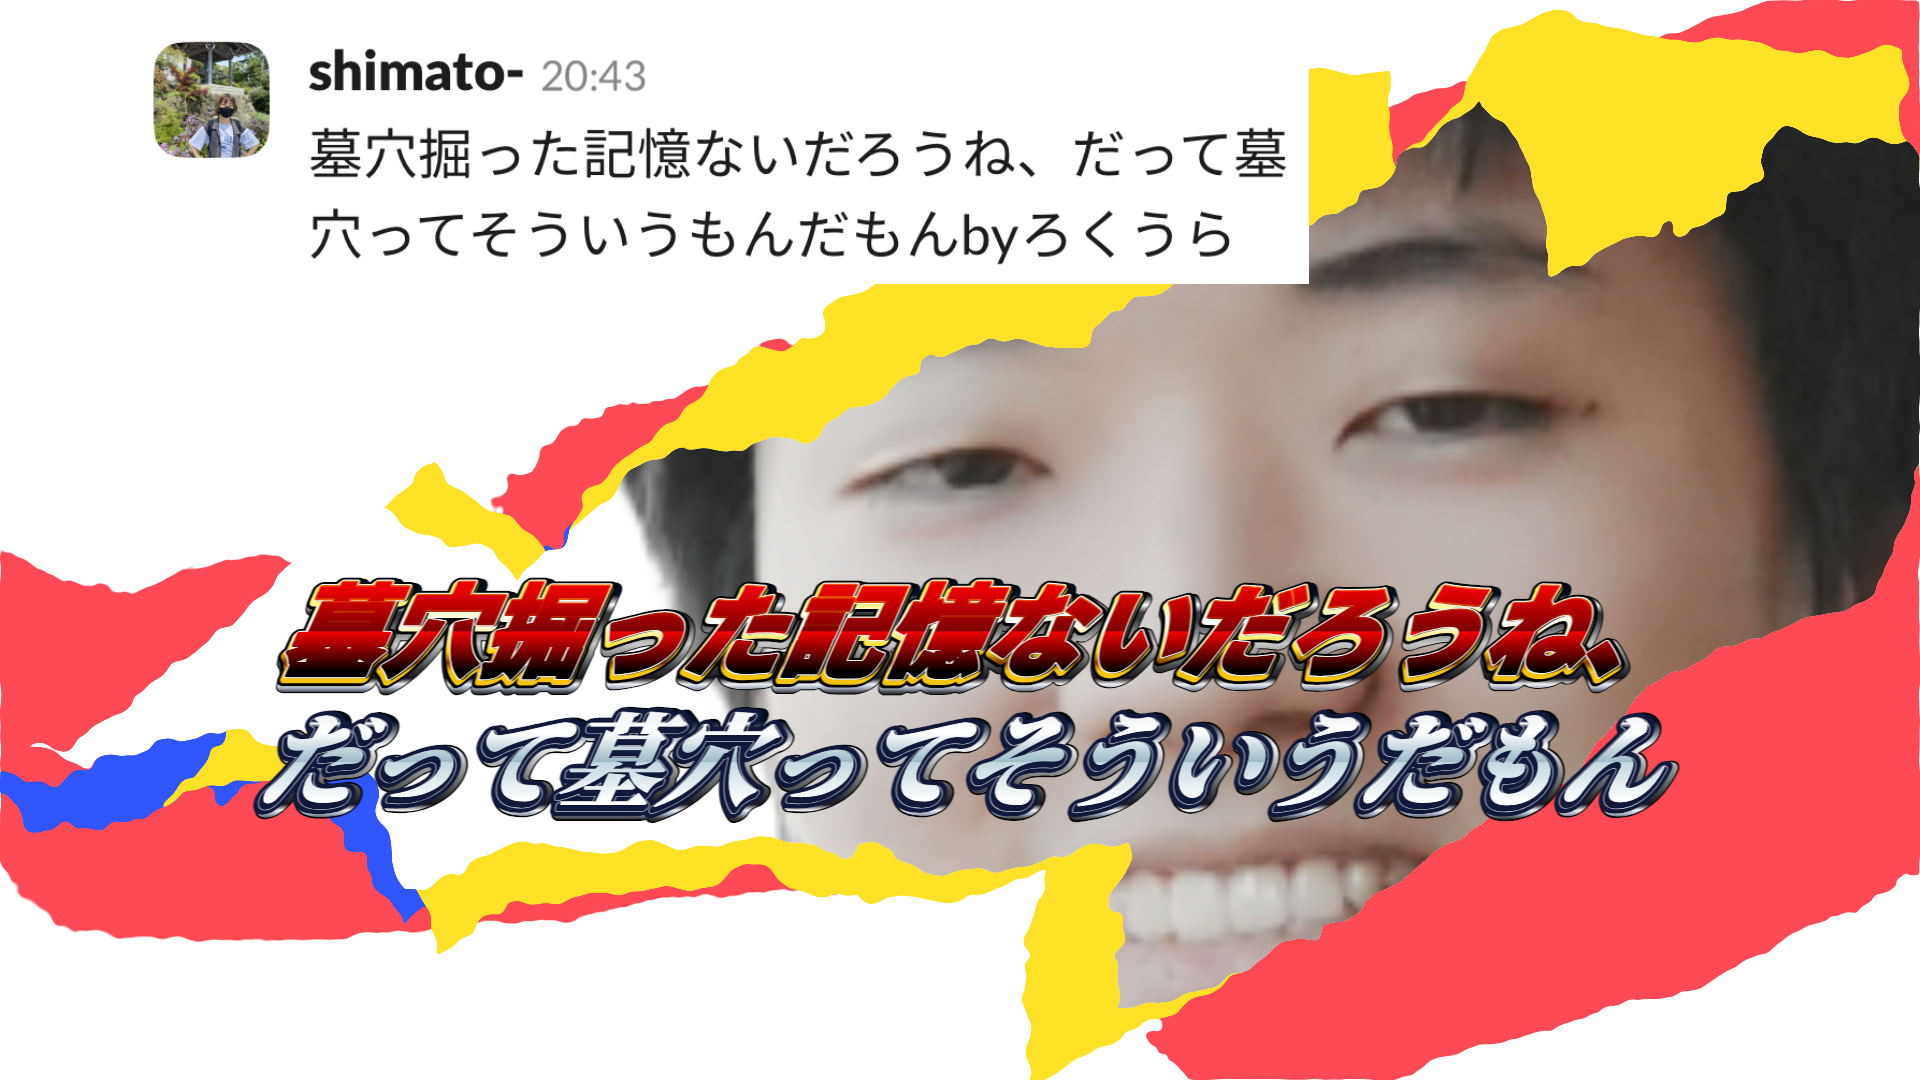 shimato- 20:43
墓穴掘った記憶ないだろうね、だって墓
穴ってそういうもんだもんbyろくうら
墓穴掘った記憶ないだろうね、
だって墓穴ってそういうだもん